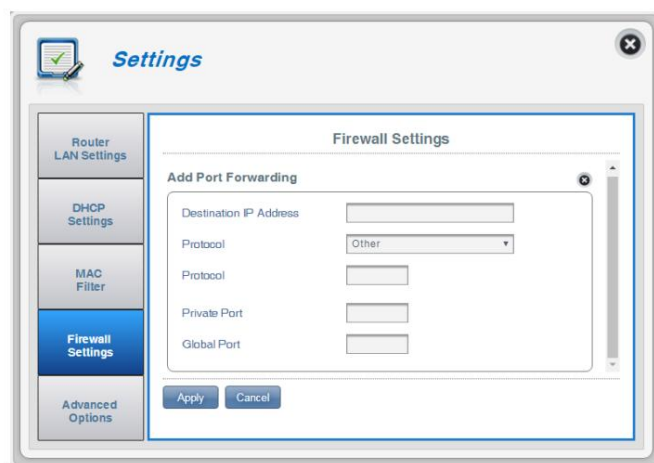 Settings
Router
LAN Settings
DHCP
Settings
MAC
Filter
Firewall
Settings
Advanced
Options
Firewall Settings
Add Port Forwarding
Destination IP Address
Protocol Other
Protocol
Private Port
Global Port
Apply Cancel